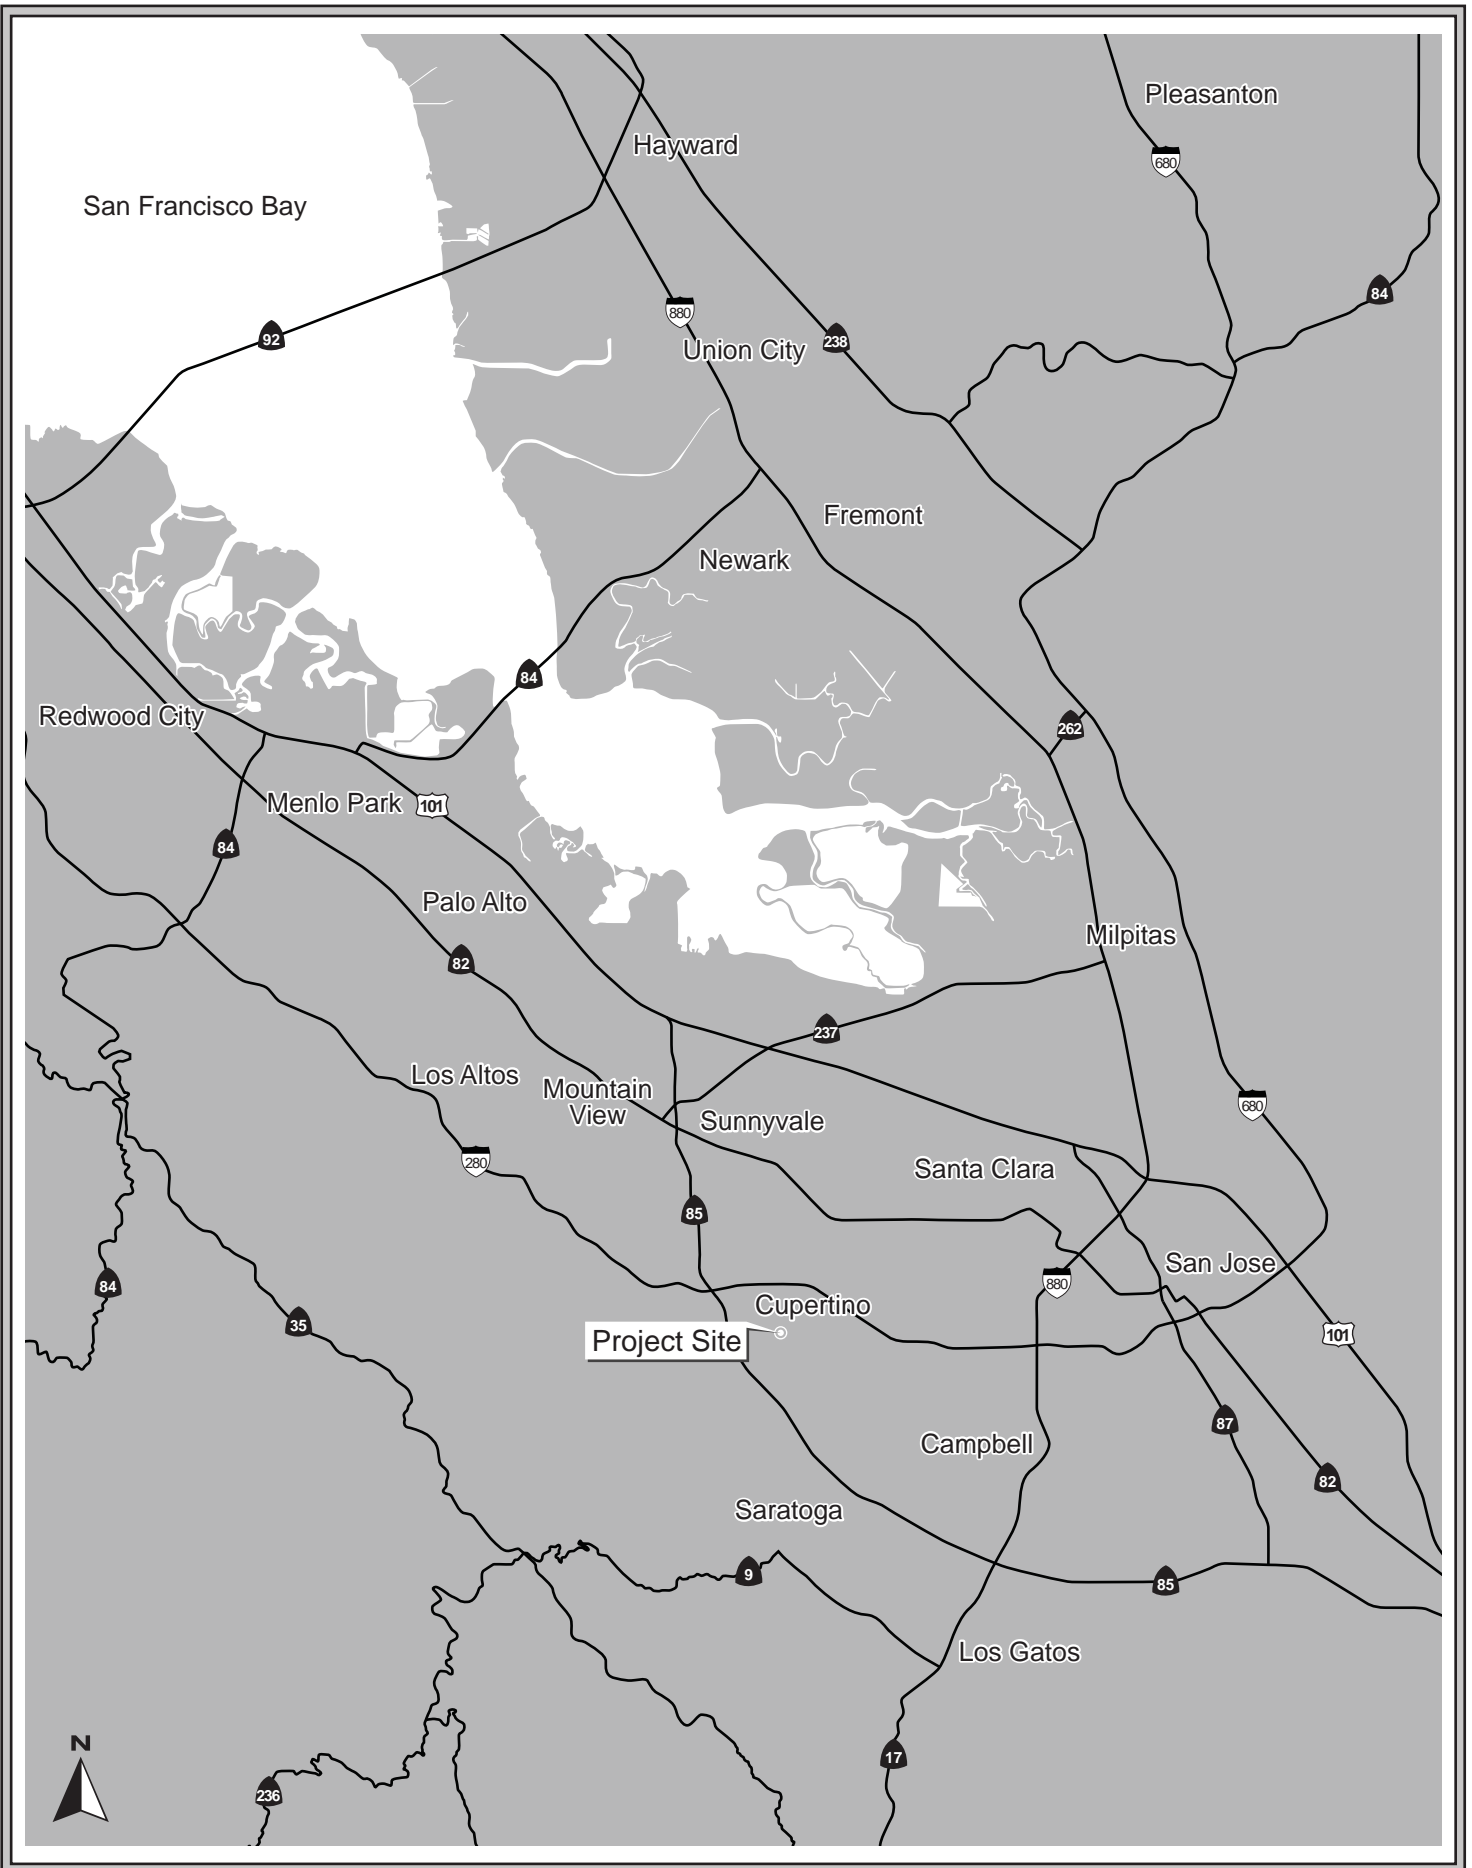 Pleasanton
Hayward
680
San Francisco Bay
84
880
92
238
Union City
Fremont
Newark
84
Redwood City
262
Menlo Park
101
84
Palo Alto
Milpitas
82
237
Los Altos
Mountain
View
680
Sunnyvale
280
Santa Clara
85
San Jose
84
880
Cupertino
35
101
Project Site
87
Campbell
82
Saratoga
9
85
Los Gatos
N
17
236